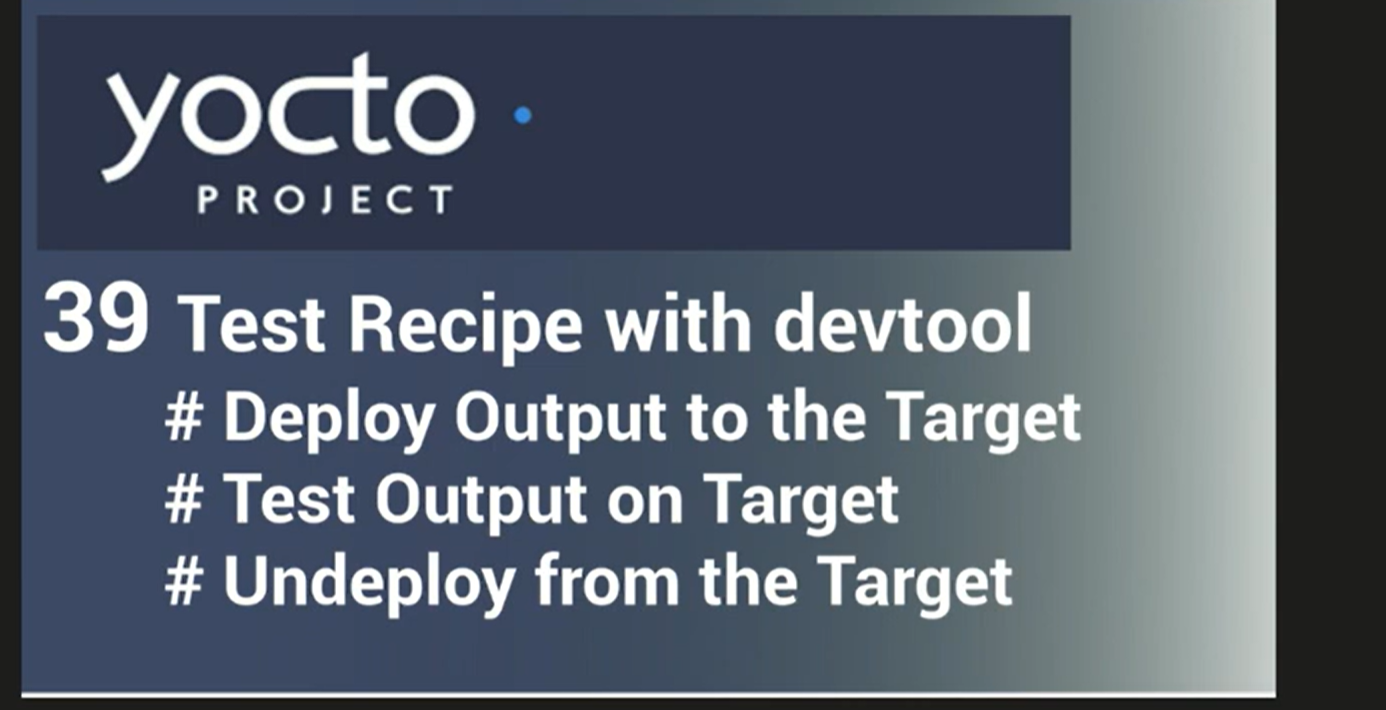 yocto
PROJECT
39 Test Recipe with devtool
# Deploy Output to the Target
# Test Output on Target
# Undeploy from the Target